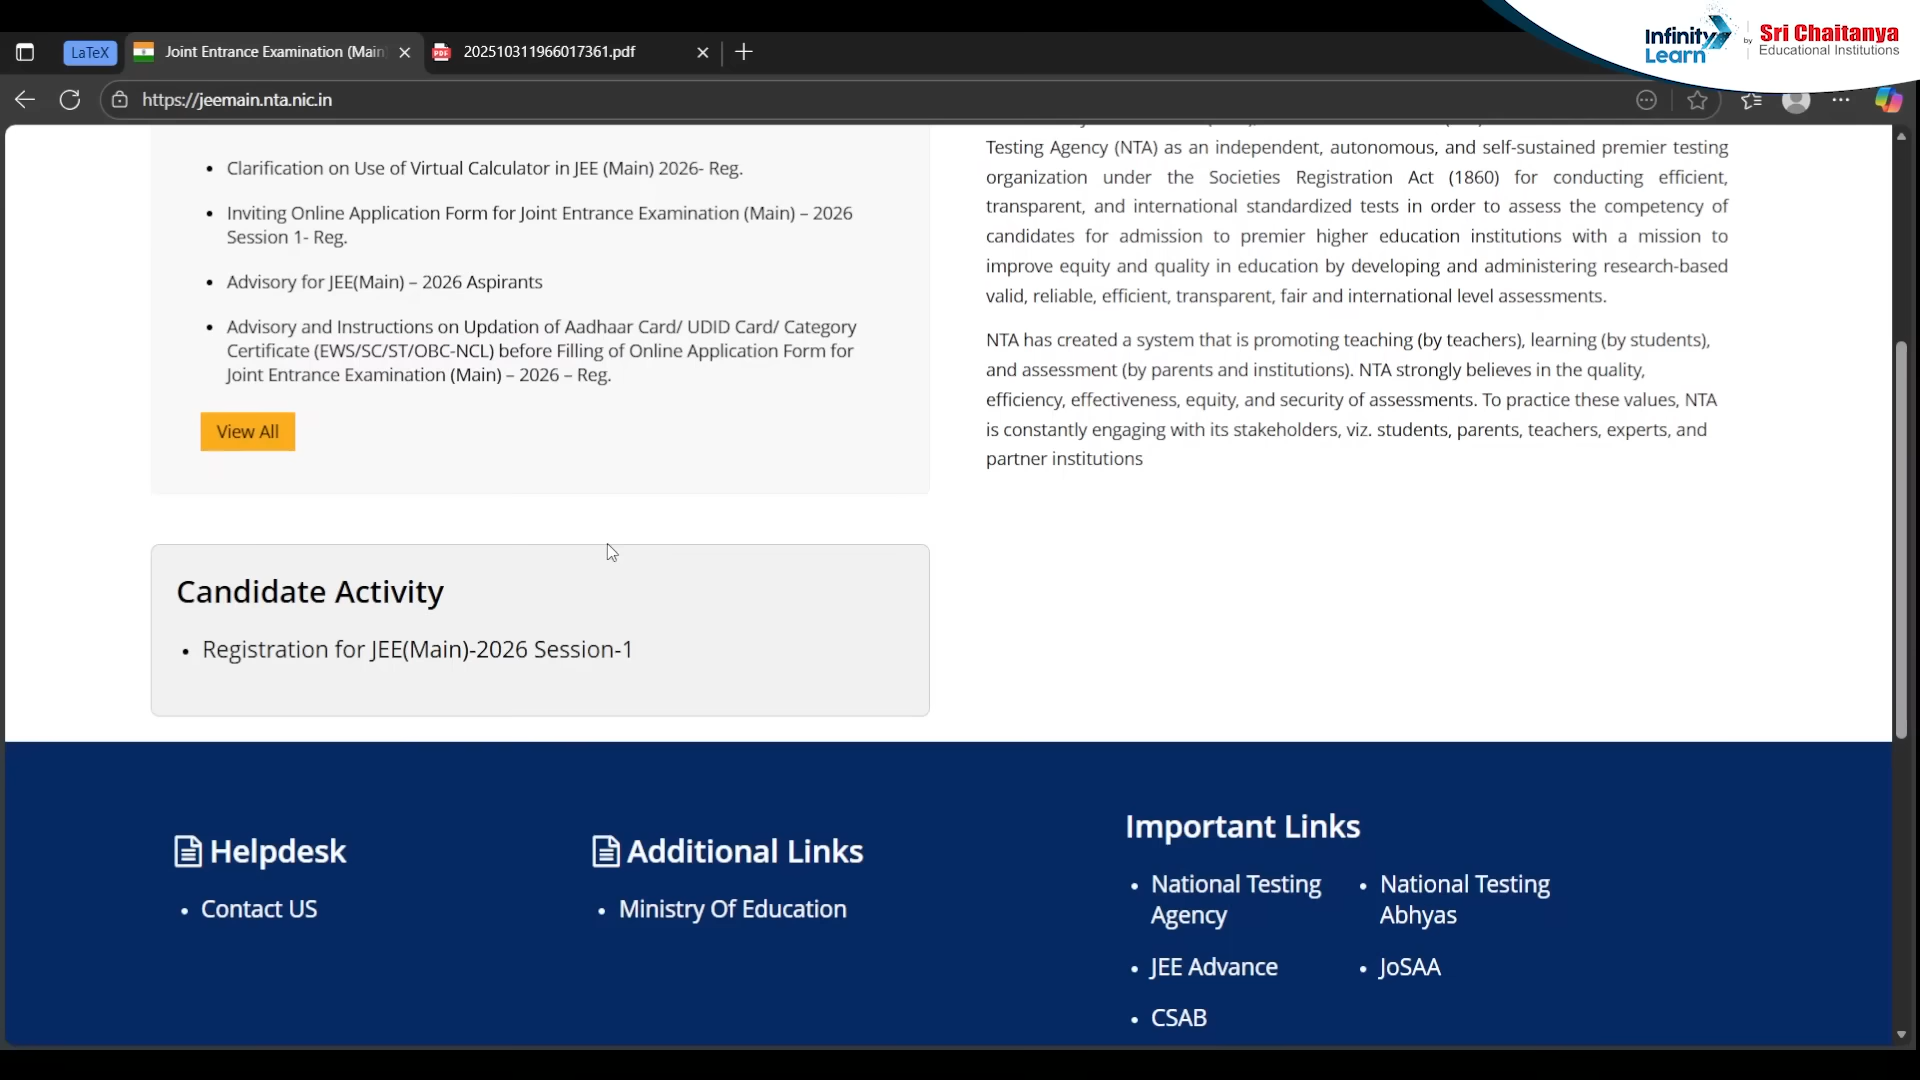 Infinity Learn
by
Sri Chaitanya
Educational Institutions
LaTeX
Joint Entrance Examination (Main
202510311966017361.pdf
https://jeemain.nta.nic.in
Clarification on Use of Virtual Calculator in JEE (Main) 2026- Reg.
Inviting Online Application Form for Joint Entrance Examination (Main) – 2026
Session 1- Reg.
Advisory for JEE(Main) – 2026 Aspirants
Advisory and Instructions on Updation of Aadhaar Card/ UDID Card/ Category
Certificate (EWS/SC/ST/OBC-NCL) before Filling of Online Application Form for
Joint Entrance Examination (Main) – 2026 – Reg.
View All
Testing Agency (NTA) as an independent, autonomous, and self-sustained premier testing
organization under the Societies Registration Act (1860) for conducting efficient,
transparent, and international standardized tests in order to assess the competency of
candidates for admission to premier higher education institutions with a mission to
improve equity and quality in education by developing and administering research-based
valid, reliable, efficient, transparent, fair and international level assessments.
NTA has created a system that is promoting teaching (by teachers), learning (by students),
and assessment (by parents and institutions). NTA strongly believes in the quality,
efficiency, effectiveness, equity, and security of assessments. To practice these values, NTA
is constantly engaging with its stakeholders, viz. students, parents, teachers, experts, and
partner institutions
Candidate Activity
Registration for JEE(Main)-2026 Session-1
Helpdesk
Contact US
Additional Links
Ministry Of Education
Important Links
National Testing
Agency
National Testing
Abhyas
JEE Advance
JoSAA
CSAB